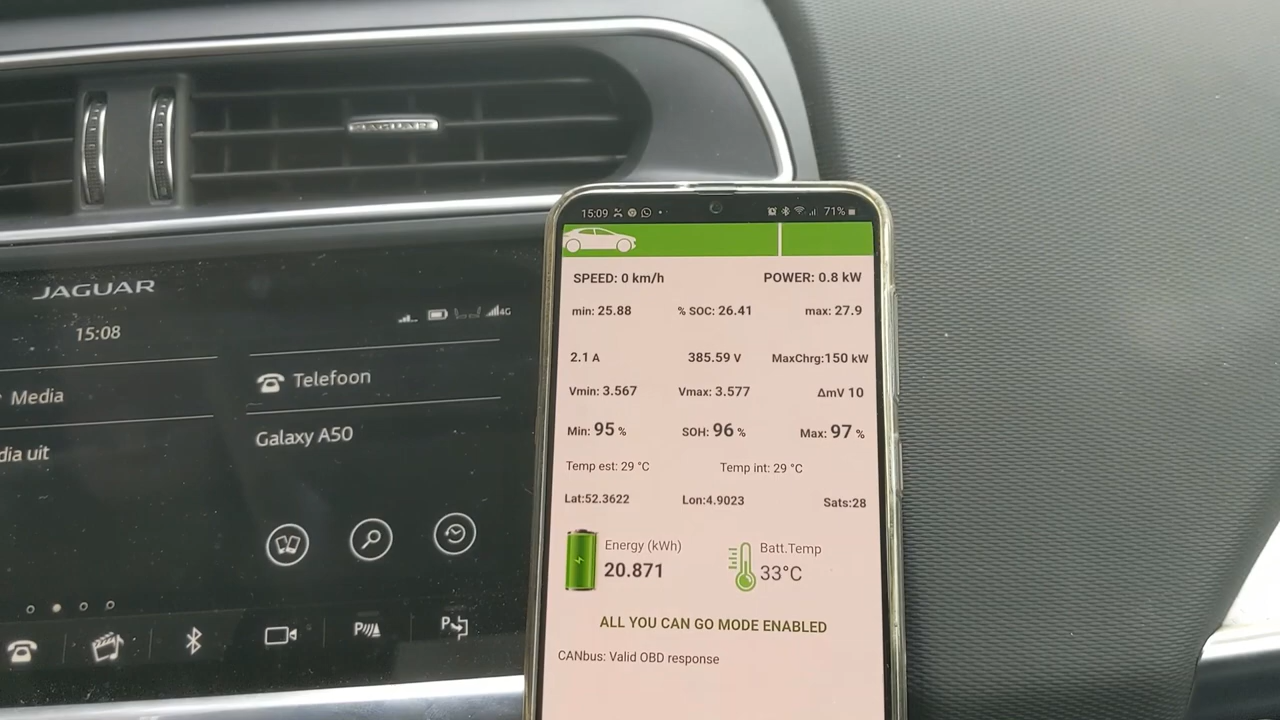 JAGUAR
JAGUAR
15:08
4G
Media
Telefoon
dia uit
Galaxy A50
P
P
15:09
71%
SPEED: 0 km/h
POWER: 0.8 kW
min: 25.88
% SOC: 26.41
max: 27.9
2.1 A
385.59 V
MaxChrg:150 kW
Vmin: 3.567
Vmax: 3.577
ΔmV 10
Min: 95 %
SOH: 96 %
Max: 97 %
Temp est: 29 °C
Temp int: 29 °C
Lat:52.3622
Lon:4.9023
Sats:28
Energy (kWh)
20.871
Batt.Temp
33°C
ALL YOU CAN GO MODE ENABLED
CANbus: Valid OBD response